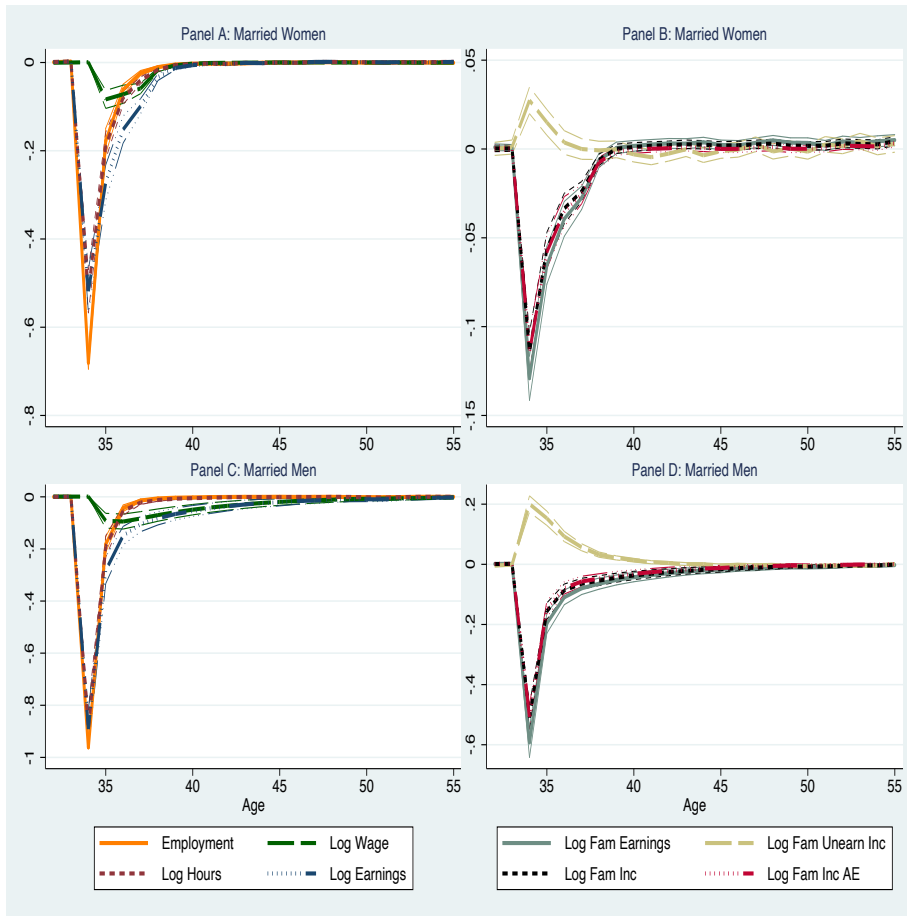 Panel A: Married Women
0
-.2
-.4
-.6
-.8
35 40 45 50 55
Panel B: Married Women
.05
0
-.05
-.1
-.15
35 40 45 50 55
Panel C: Married Men
0
-.2
-.4
-.6
-.8
-1
35 40 45 50 55
Age
Panel D: Married Men
.2
0
-.2
-.4
-.6
35 40 45 50 55
Age
Employment Log Wage
Log Hours Log Earnings
Log Fam Earnings Log Fam Unearn Inc
Log Fam Inc Log Fam Inc AE